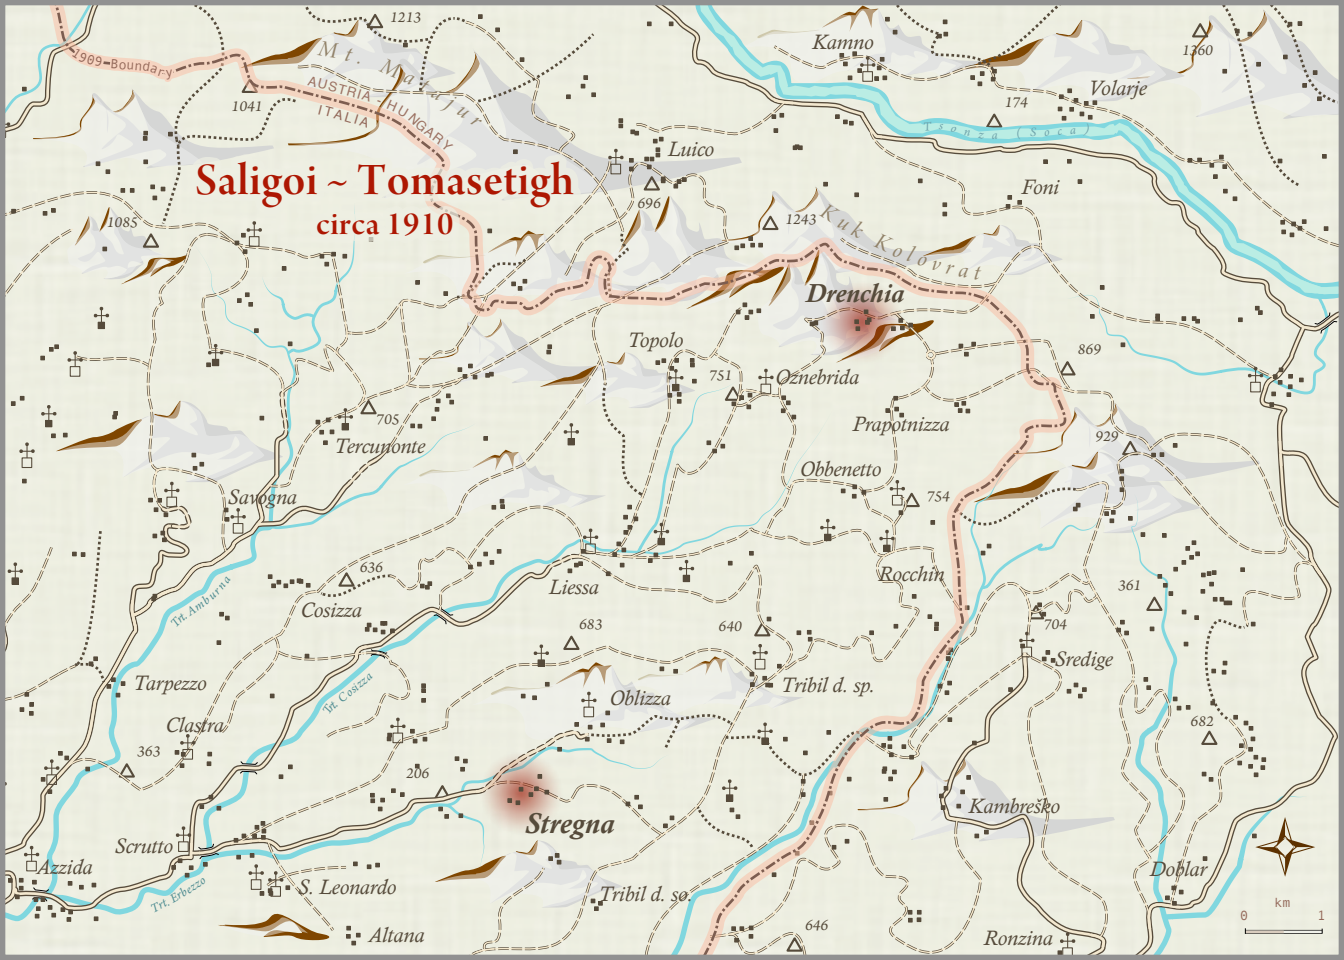 1213
Kamno
1360
1909 Boundary
Mt. Matajur
Volarje
1041
AUSTRIA - HUNGARY
ITALIA
174
Isonzo (Soca)
Luico
Saligoi ~ Tomasetigh
circa 1910
Foni
696
1085
1243
Kuk Kolovrat
Drenchia
Topolo
869
751
Oznebrida
705
Prapotnizza
929
Tercunonte
Obbenetto
Savogna
754
636
Rocchin
Liessa
361
Trt. Amburna
Cosizza
683
640
704
Sredige
Tarpezzo
Tribil d. sp.
Trt. Cosizza
Oblizza
Clastra
682
363
206
Kambreško
Stregna
Scrutto
Azzida
Doblar
Trt. Erbezzo
S. Leonardo
Tribil d. so.
km
0 1
646
Altana
Ronzina